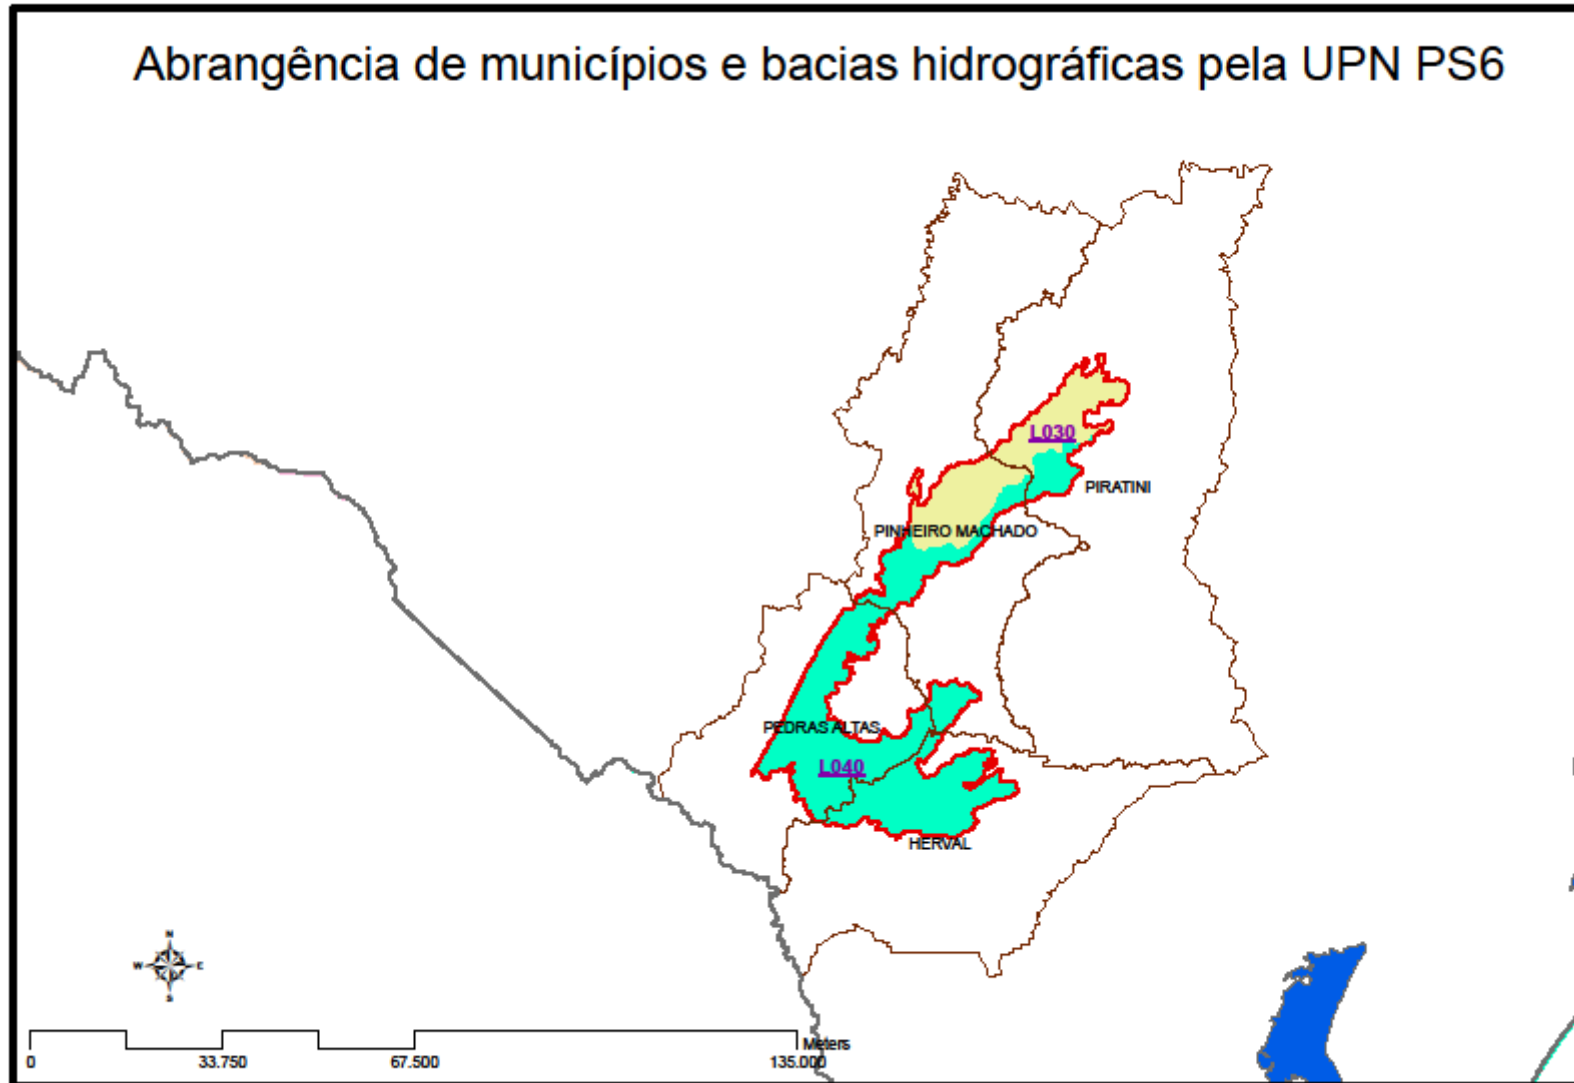 Abrangência de municípios e bacias hidrográficas pela UPN PS6
L030
PIRATINI
PINHEIRO MACHADO
PEDRAS ALTAS
L040
HERVAL
N
W E
S
Meters
0 33.750 67.500 135.000